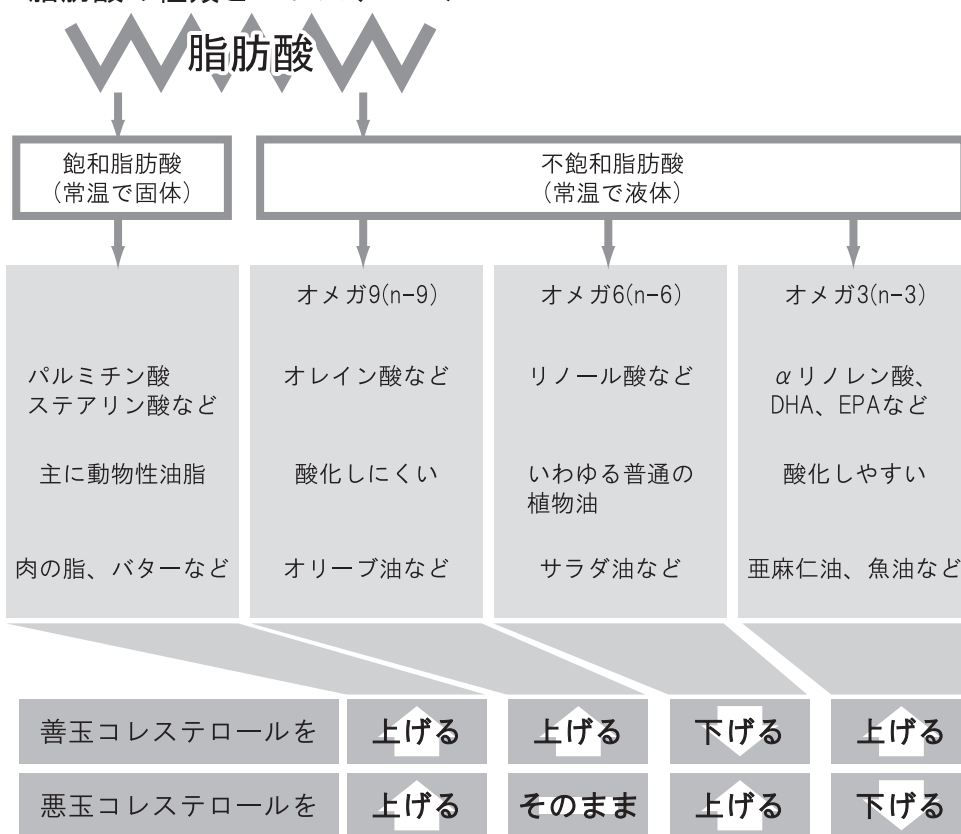 脂肪酸
飽和脂肪酸
（常温で固体）
不飽和脂肪酸
（常温で液体）
パルミチン酸
ステアリン酸など
主に動物性油脂
肉の脂、バターなど
オメガ9(n−9)
オレイン酸など
酸化しにくい
オリーブ油など
オメガ6(n−6)
リノール酸など
いわゆる普通の
植物油
サラダ油など
オメガ3(n−3)
αリノレン酸、
DHA、EPAなど
酸化しやすい
亜麻仁油、魚油など
善玉コレステロールを 上げる 上げる 下げる 上げる
悪玉コレステロールを 上げる そのまま 上げる 下げる